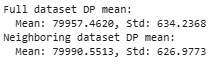 Full dataset DP mean:
  Mean: 79957.4620, Std: 634.2368
Neighboring dataset DP mean:
  Mean: 79990.5513, Std: 626.9773